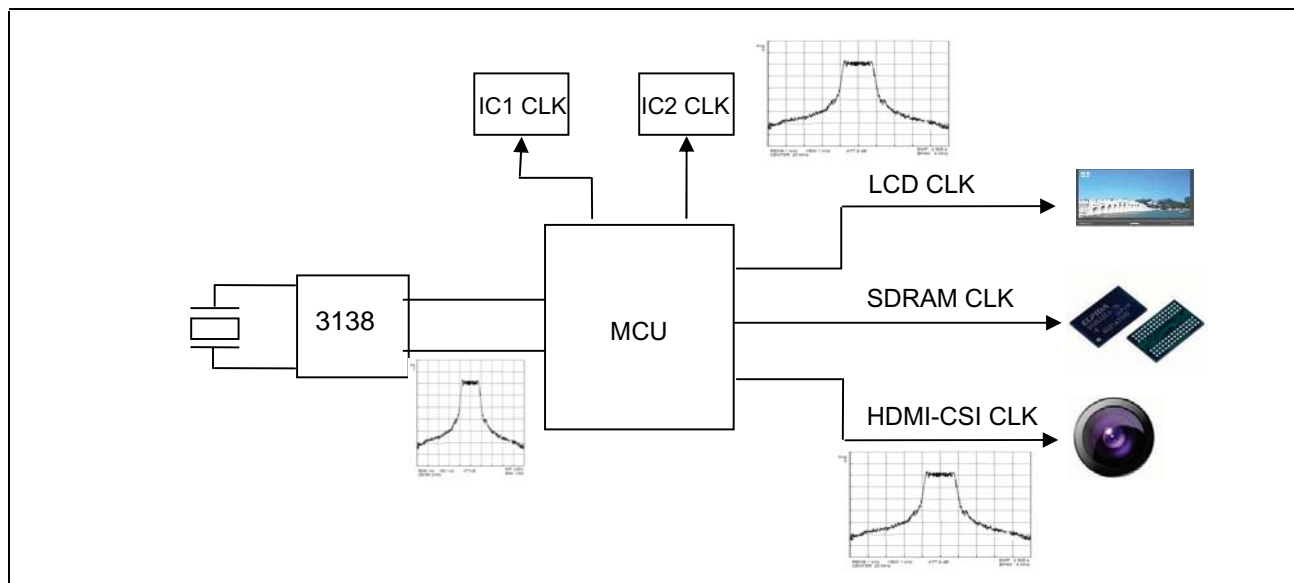 IC1 CLK
IC2 CLK
LCD CLK
3138
MCU
SDRAM CLK
HDMI-CSI CLK